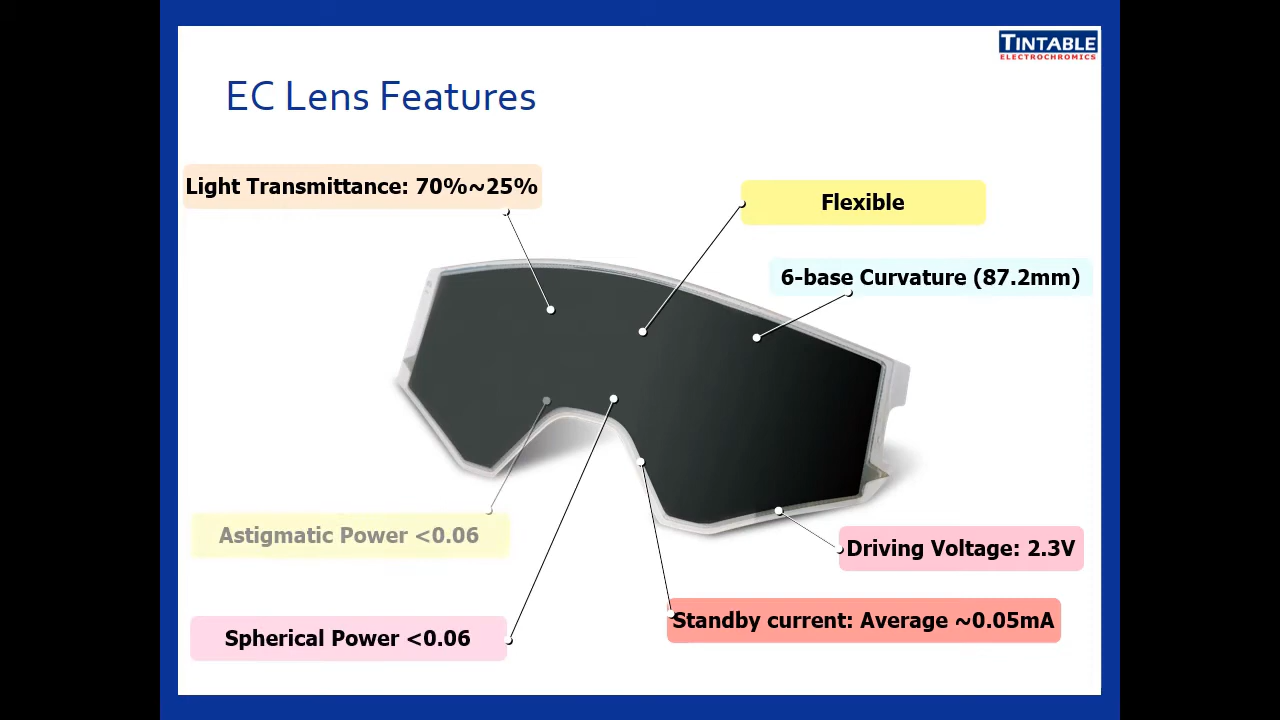 TINTABLE
ELECTROCHROMICS
EC Lens Features
Light Transmittance: 70%~25%
Flexible
6-base Curvature (87.2mm)
Astigmatic Power <0.06
Driving Voltage: 2.3V
Standby current: Average ~0.05mA
Spherical Power <0.06